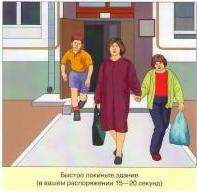 Быстро покиньте здание
(в вашем распоряжении 15—20 секунд)